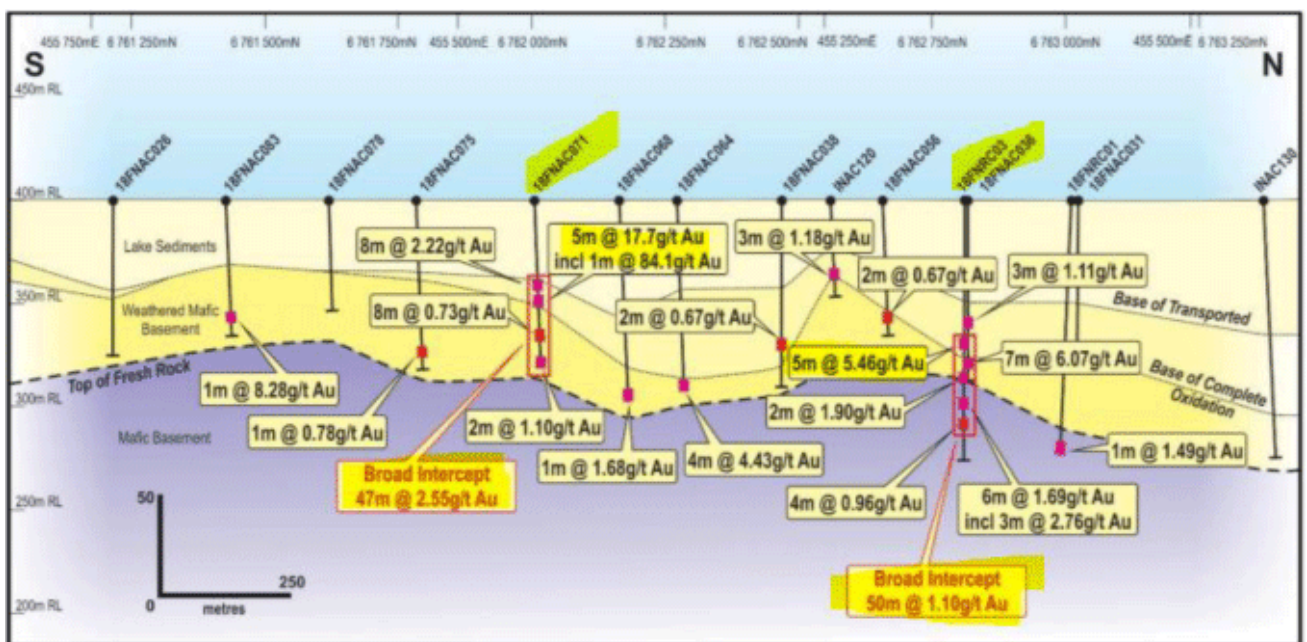 455 750mE 6 761 250mN 6 761 500mN 6 761 750mN 455 500mE 6 762 000mN 6 762 250mN 6 762 500mN 455 250mE 6 762 750mN 6 763 000mN 455 500mE 6 763 250mN
S N
450m RL
18FNAC026
18FNAC083
18FNAC078
18FNAC075
18FNAC071
18FNAC068
18FNAC064
18FNAC038
INAC120
18FNAC056
18FNRC03
18FNAC036
18FNRC01
18FNAC031
INAC130
400m RL
Lake Sediments
8m @ 2.22g/t Au
5m @ 17.7g/t Au
incl 1m @ 84.1g/t Au
3m @ 1.18g/t Au
2m @ 0.67g/t Au
3m @ 1.11g/t Au
350m RL
Weathered Mafic
Basement
8m @ 0.73g/t Au
2m @ 0.67g/t Au
Base of Transported
5m @ 5.46g/t Au
7m @ 6.07g/t Au
Top of Fresh Rock
1m @ 8.28g/t Au
Base of Complete
Oxidation
300m RL
Mafic Basement
1m @ 0.78g/t Au
2m @ 1.10g/t Au
2m @ 1.90g/t Au
1m @ 1.68g/t Au
4m @ 4.43g/t Au
1m @ 1.49g/t Au
Broad Intercept
47m @ 2.55g/t Au
4m @ 0.96g/t Au
6m @ 1.69g/t Au
incl 3m @ 2.76g/t Au
250m RL
50
250
0 metres
Broad Intercept
50m @ 1.10g/t Au
200m RL